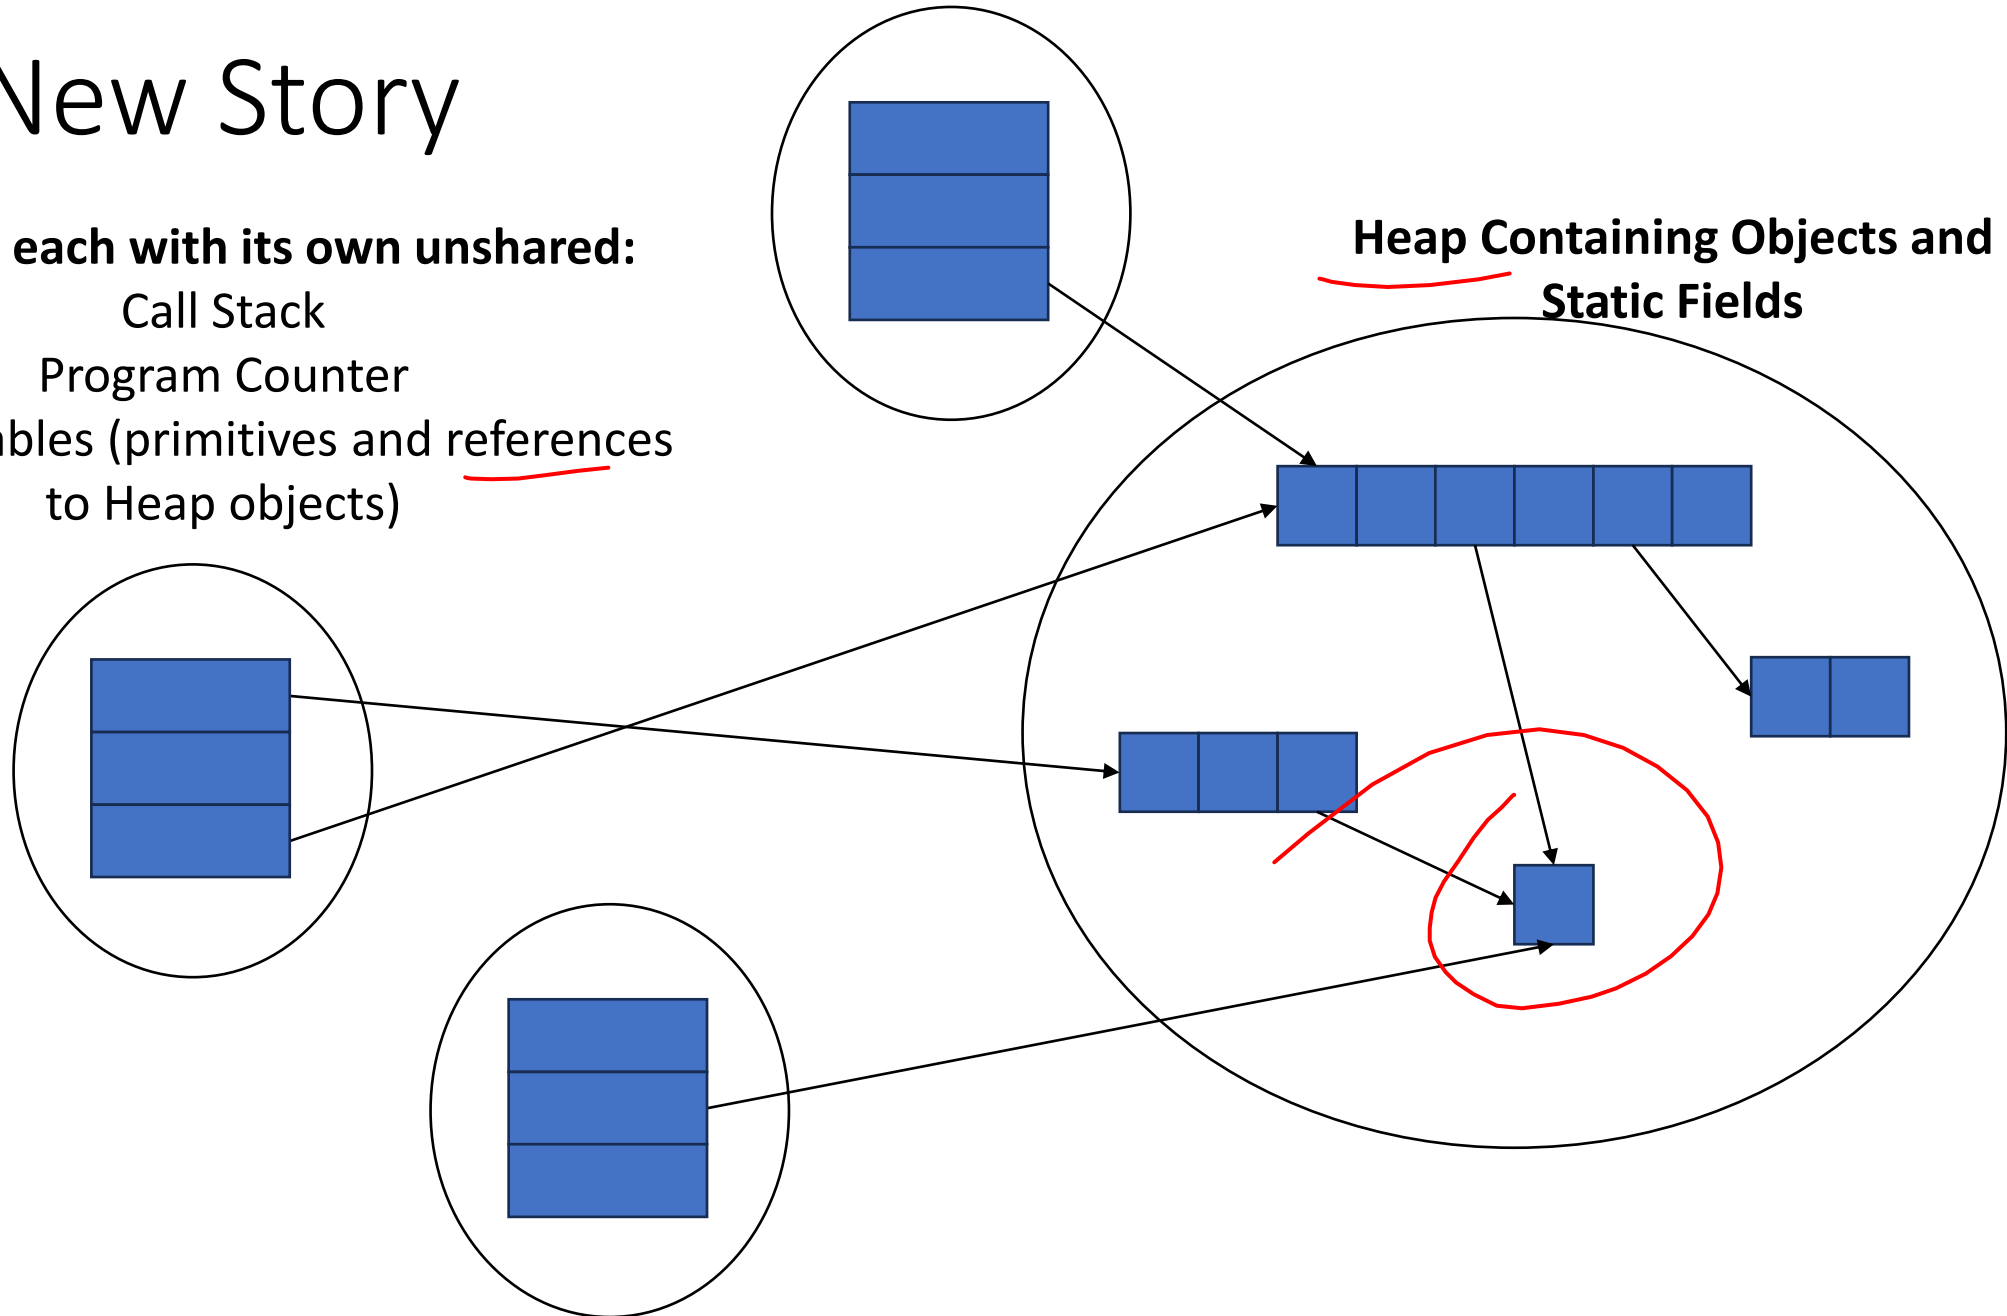 New Story
each with its own unshared:
Call Stack
Program Counter
(primitives and references
to Heap objects)
Heap Containing Objects and
Static Fields